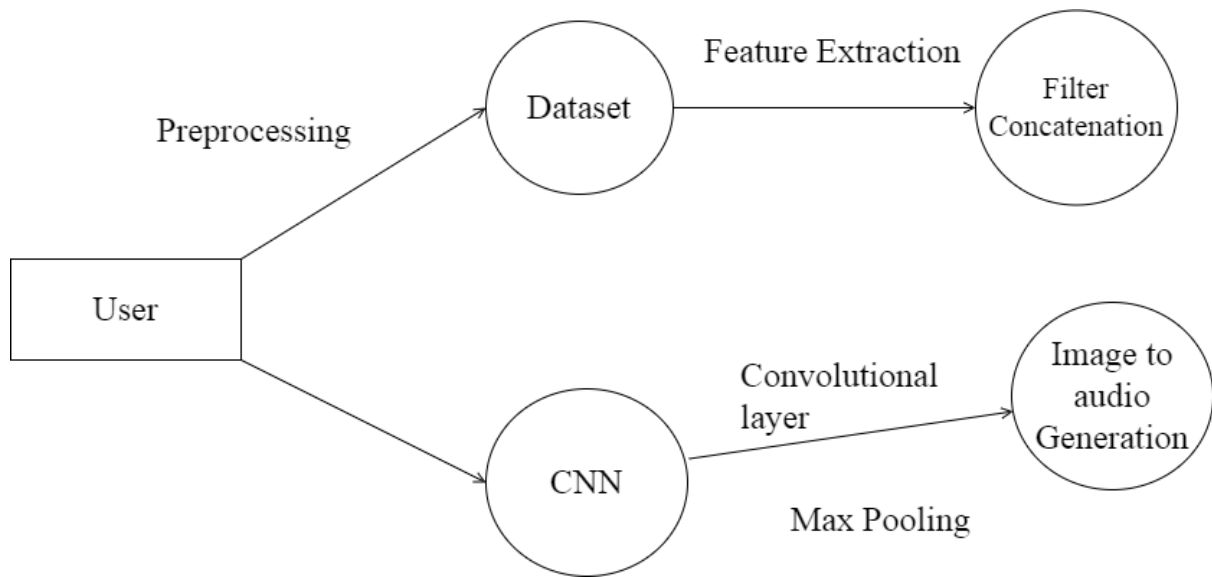 Feature Extraction
Dataset
Filter
Concatenation
Preprocessing
User
Image to
audio
Generation
Convolutional
layer
CNN
Max Pooling